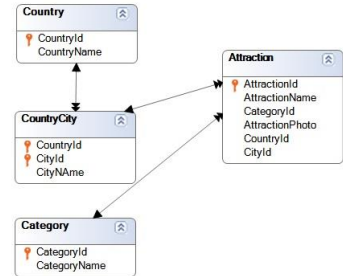 Country
CountryId
CountryName
CountryCity
CountryId
CityId
CityNAme
Category
CategoryId
CategoryName
Attraction
AttractionId
AttractionName
CategoryId
AttractionPhoto
CountryId
CityId